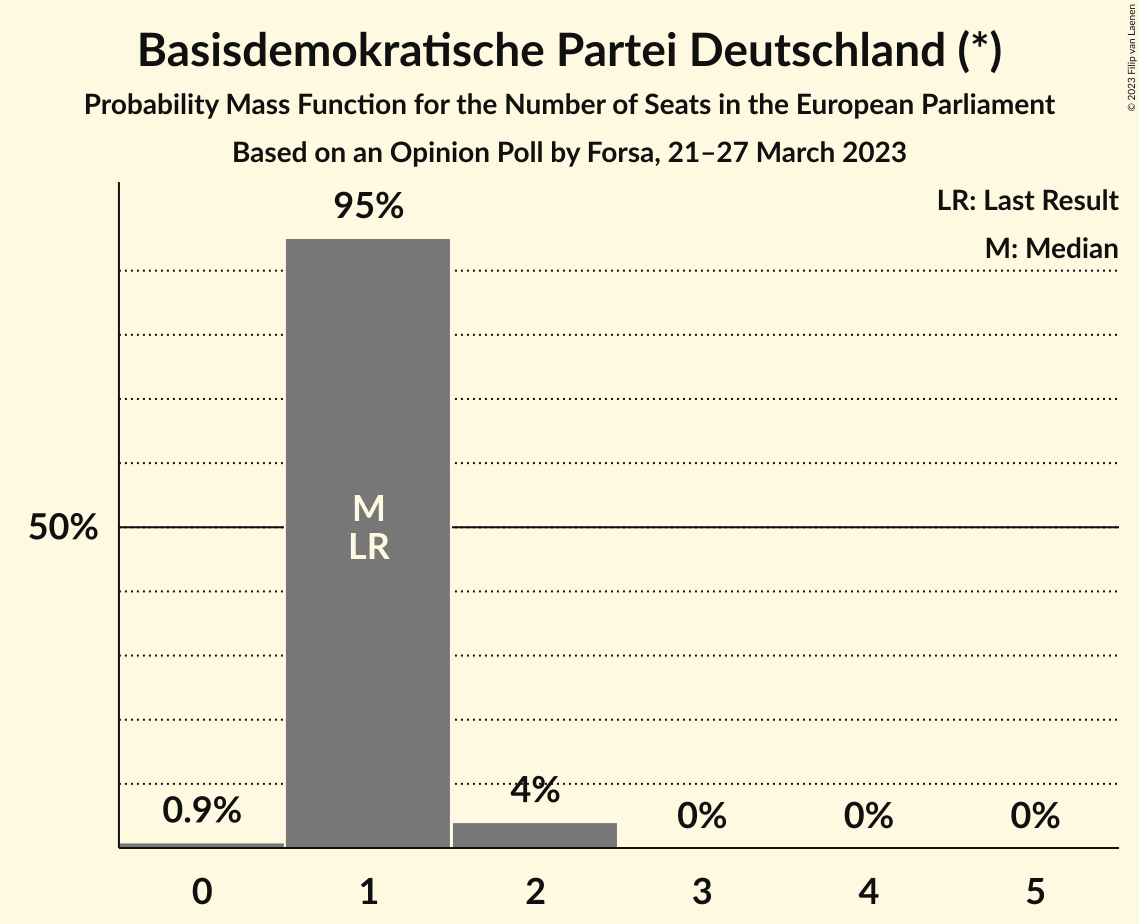 Basisdemokratische Partei Deutschland (*)
Probability Mass Function for the Number of Seats in the European Parliament
Based on an Opinion Poll by Forsa, 21–27 March 2023
© 2023 Filip van Laenen
LR: Last Result
M: Median
95%
50%
M
LR
0.9%
4%
0%
0%
0%
0
1
2
3
4
5